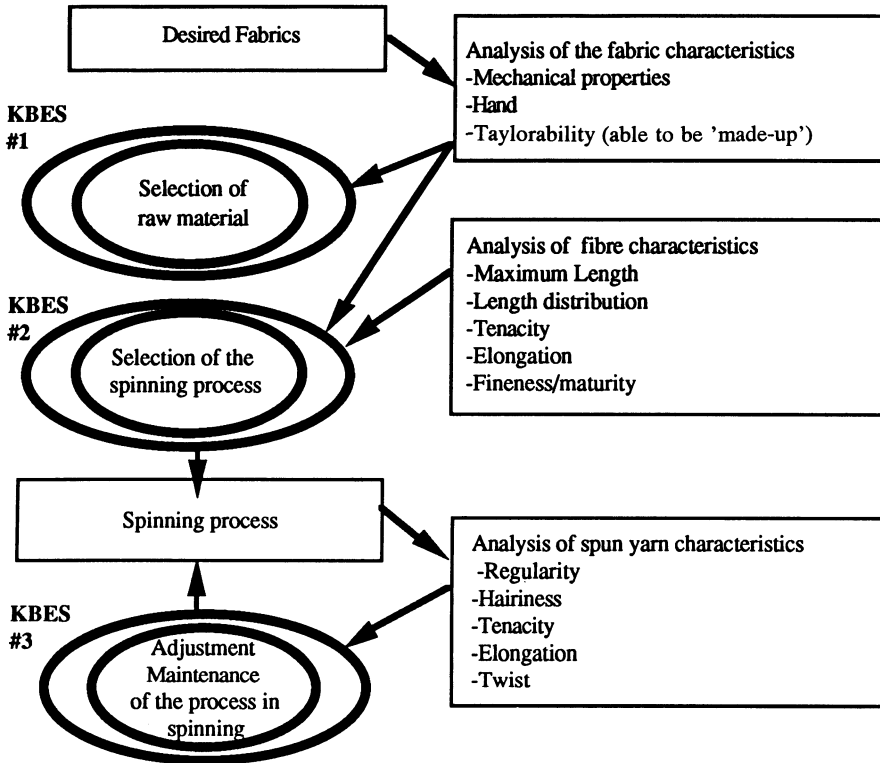 Desired Fabrics
Analysis of the fabric characteristics
-Mechanical properties
-Hand
-Taylorability (able to be 'made-up')
KBES
#1
Selection of
raw material
Analysis of fibre characteristics
-Maximum Length
-Length distribution
-Tenacity
-Elongation
-Fineness/maturity
KBES
#2
Selection of the
spinning process
Spinning process
Analysis of spun yarn characteristics
-Regularity
-Hairiness
-Tenacity
-Elongation
-Twist
KBES
#3
Adjustment
Maintenance
of the process in
spinning